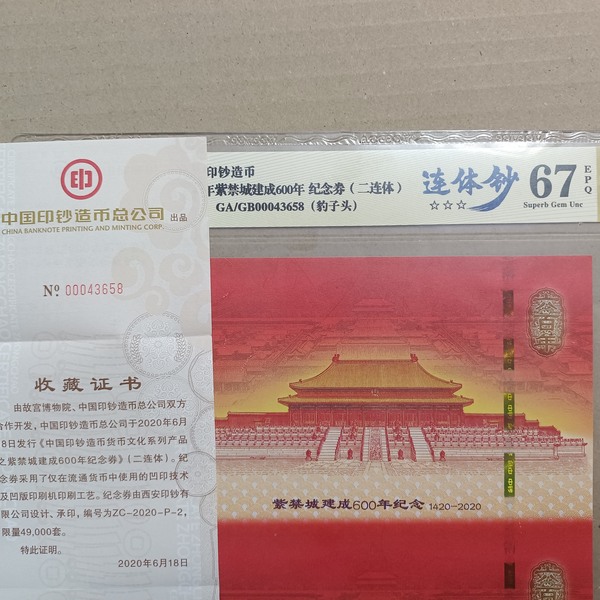 中国印钞造币总公司 出品
CHINA BANKNOTE PRINTING AND MINTING CORP.
Nº 00043658
收藏证书
由故宫博物院、中国印钞造币总公司双方
合作开发，中国印钞造币总公司于2020年6月
8日发行《中国印钞造币货币文化系列产品
之紫禁城建成600年纪念券》(二连体)。纪
念券采用了仅在流通货币中使用的凹印技术
及凹版印刷机印刷工艺。纪念券由西安印钞有
限公司设计、承印，编号为ZC-2020-P-2，
限量49,000套。
特此证明。
2020年6月18日
印钞造币
年紫禁城建成600年 纪念券（二连体）
GA/GB00043658（豹子头）
连体钞
☆☆☆
67
EPQ
Superb Gem Unc
紫禁城建成600年纪念 1420-2020